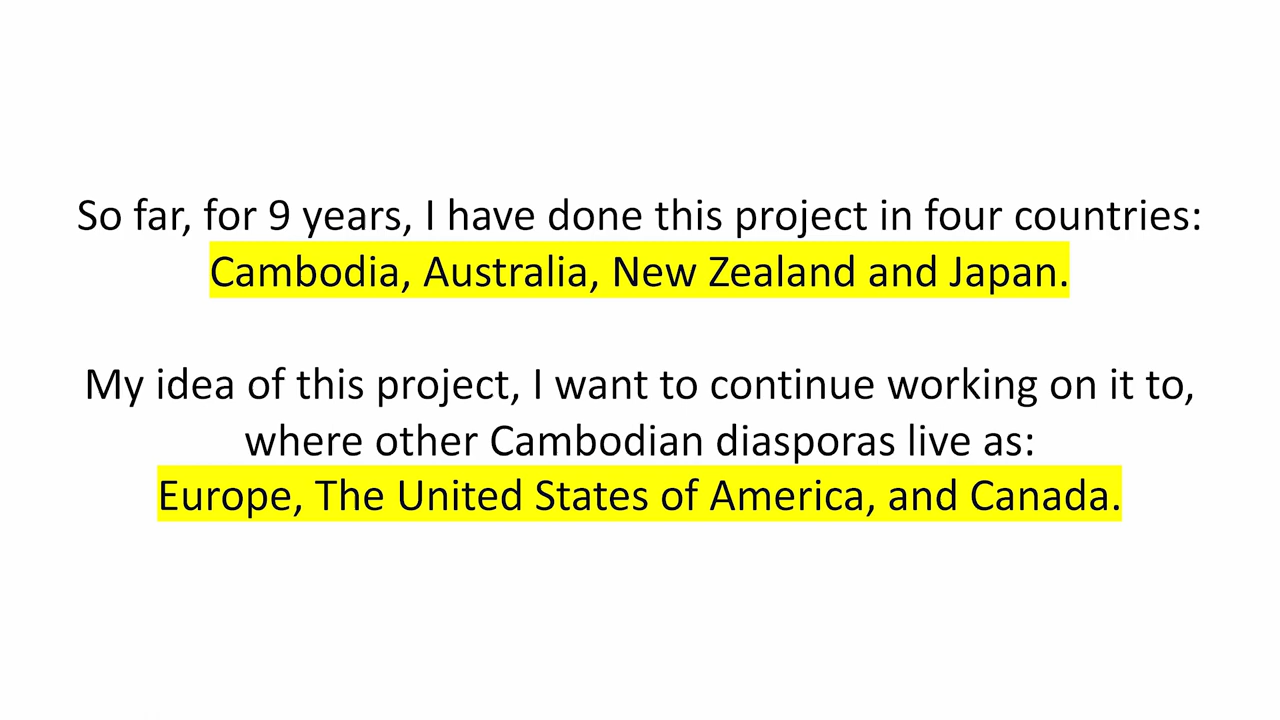 So far, for 9 years, I have done this project in four countries:
Cambodia, Australia, New Zealand and Japan.
My idea of this project, I want to continue working on it to,
where other Cambodian diasporas live as:
Europe, The United States of America, and Canada.